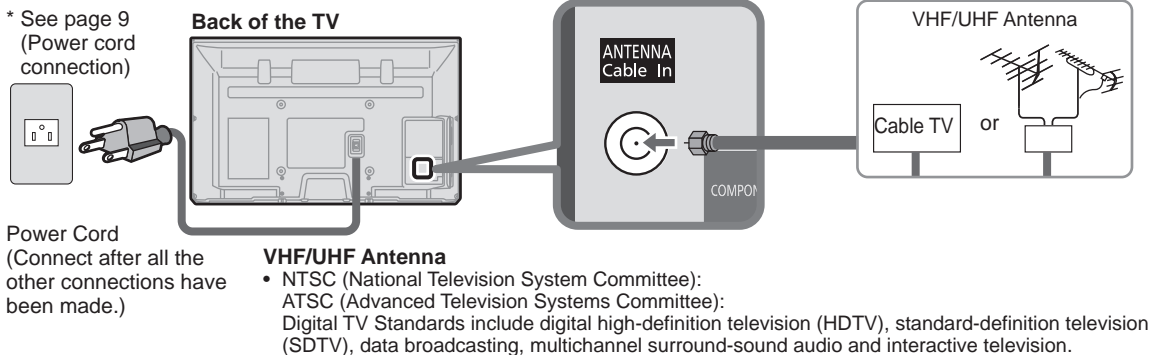 * See page 9
(Power cord
connection)
Back of the TV
ANTENNA
Cable In
COMPON
VHF/UHF Antenna
Cable TV
or
Power Cord
(Connect after all the
other connections have
been made.)
VHF/UHF Antenna
• NTSC (National Television System Committee):
ATSC (Advanced Television Systems Committee):
Digital TV Standards include digital high-definition television (HDTV), standard-definition television
(SDTV), data broadcasting, multichannel surround-sound audio and interactive television.